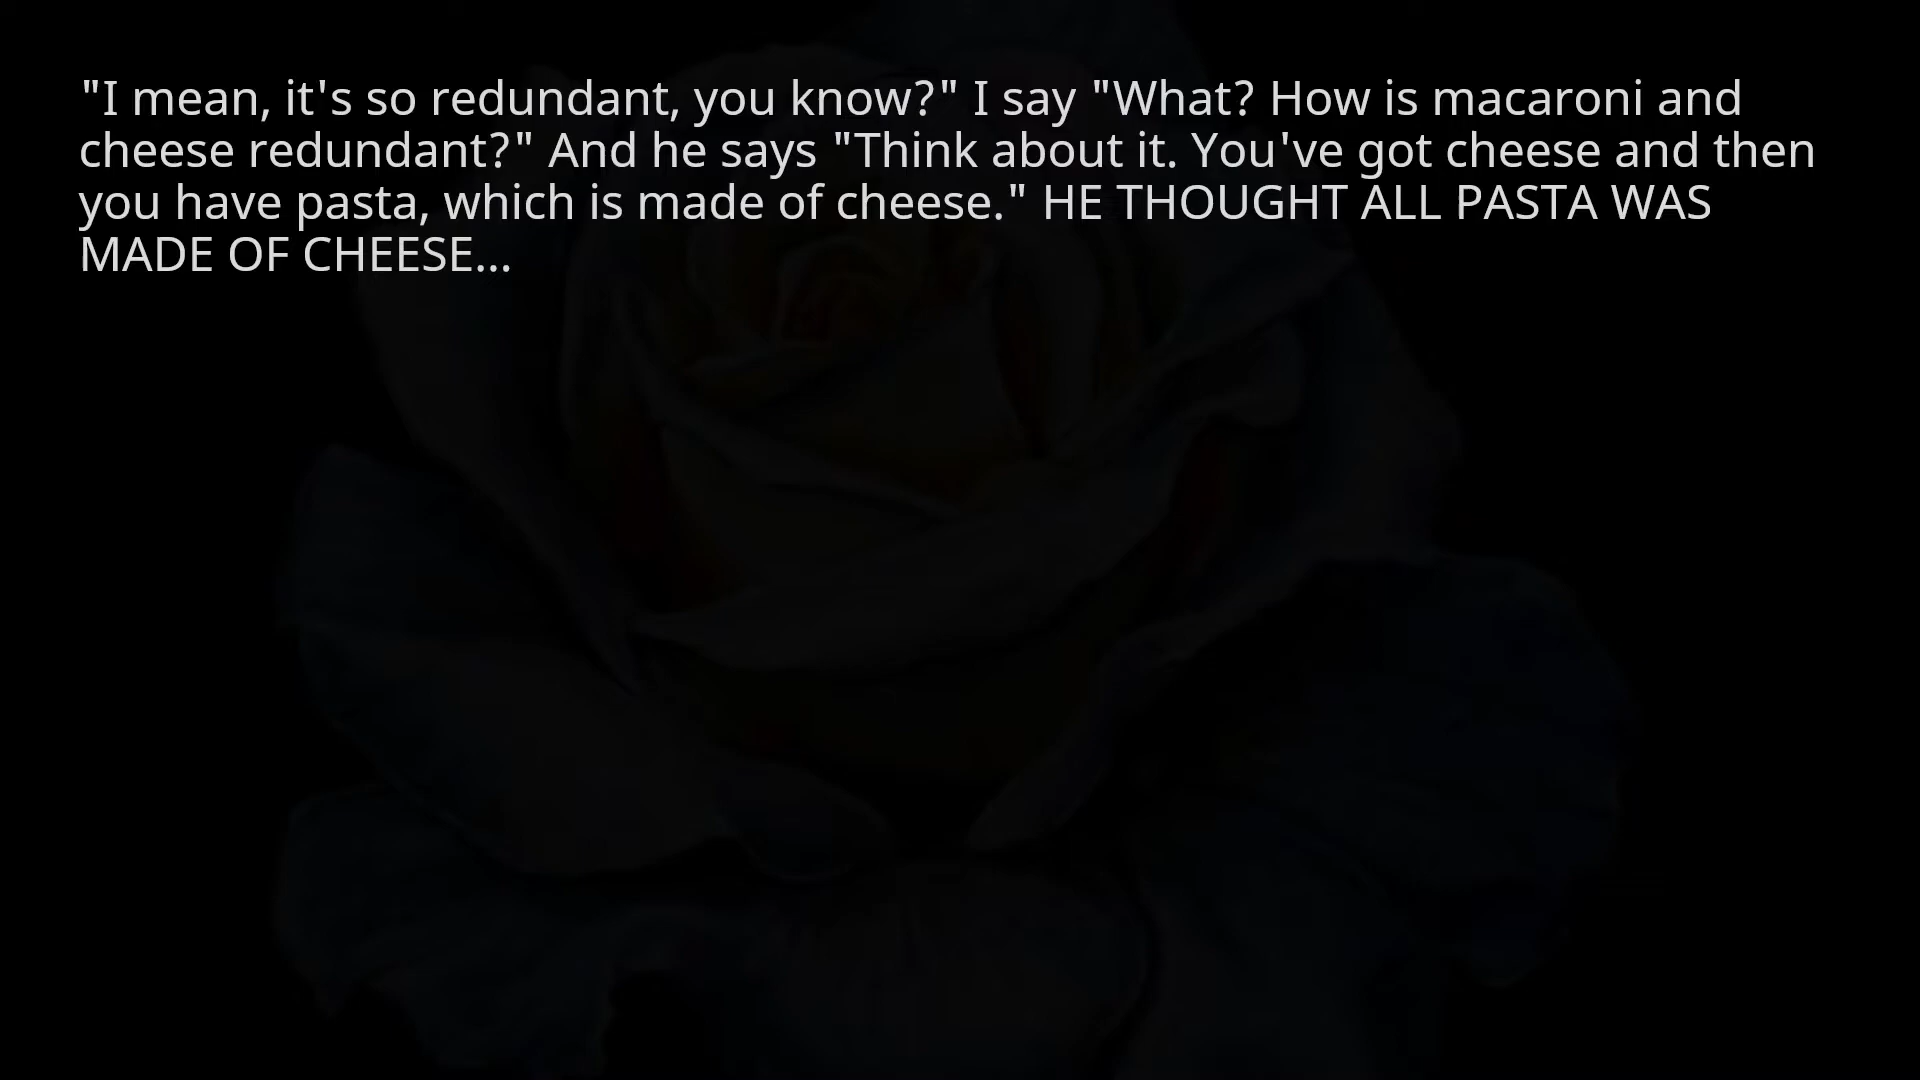 "I mean, it's so redundant, you know?" I say "What? How is macaroni and
cheese redundant?" And he says "Think about it. You've got cheese and then
you have pasta, which is made of cheese." HE THOUGHT ALL PASTA WAS
MADE OF CHEESE...